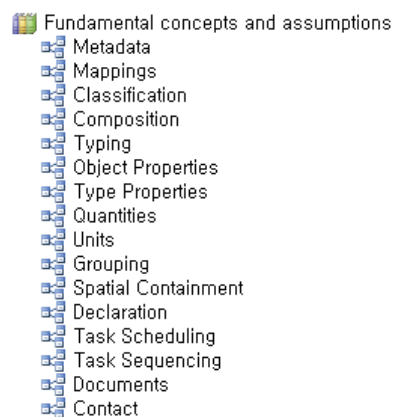 Fundamental concepts and assumptions
Metadata
Mappings
Classification
Composition
Typing
Object Properties
Type Properties
Quantities
Units
Grouping
Spatial Containment
Declaration
Task Scheduling
Task Sequencing
Documents
Contact